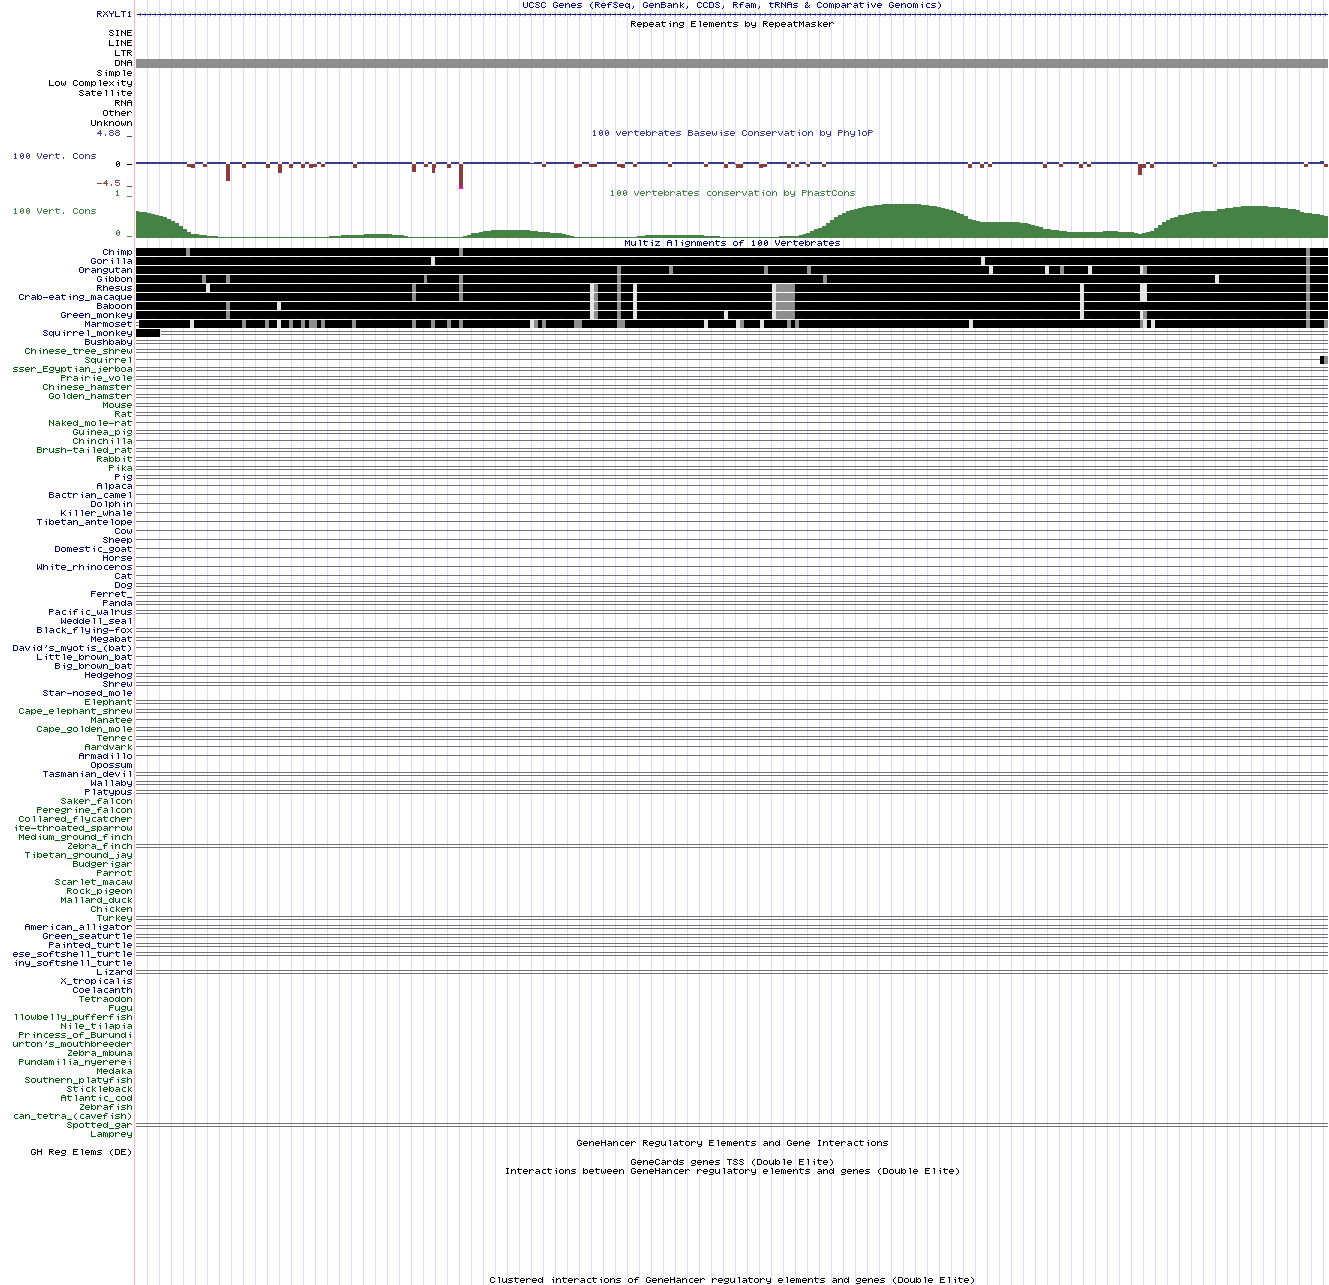 UCSC Genes (RefSeq, GenBank, CCDS, Rfam, tRNAs & Comparative Genomics)
RXYLT1
Repeating Elements by RepeatMasker
SINE
LINE
LTR
DNA
Simple
Low Complexity
Satellite
RNA
Other
Unknown
4.88 _
100 vertebrates Basewise Conservation by PhyloP
100 Vert. Cons
0 _
-4.5 _
1 _
100 vertebrates conservation by PhastCons
100 Vert. Cons
0 _
Multiz Alignments of 100 Vertebrates
Chimp
Gorilla
Orangutan
Gibbon
Rhesus
Crab-eating_macaque
Baboon
Green_monkey
Marmoset
Squirrel_monkey
Bushbaby
Chinese_tree_shrew
Squirrel
sser_Egyptian_jerboa
Prairie_vole
Chinese_hamster
Golden_hamster
Mouse
Rat
Naked_mole-rat
Guinea_pig
Chinchilla
Brush-tailed_rat
Rabbit
Pika
Pig
Alpaca
Bactrian_camel
Dolphin
Killer_whale
Tibetan_antelope
Cow
Sheep
Domestic_goat
Horse
White_rhinoceros
Cat
Dog
Ferret_
Panda
Pacific_walrus
Weddell_seal
Black_flying-fox
Megabat
David's_myotis_(bat)
Little_brown_bat
Big_brown_bat
Hedgehog
Shrew
Star-nosed_mole
Elephant
Cape_elephant_shrew
Manatee
Cape_golden_mole
Tenrec
Aardvark
Armadillo
Opossum
Tasmanian_devil
Wallaby
Platypus
Saker_falcon
Peregrine_falcon
Collared_flycatcher
ite-throated_sparrow
Medium_ground_finch
Zebra_finch
Tibetan_ground_jay
Budgerigar
Parrot
Scarlet_macaw
Rock_pigeon
Mallard_duck
Chicken
Turkey
American_alligator
Green_seaturtle
Painted_turtle
ese_softshell_turtle
iny_softshell_turtle
Lizard
X_tropicalis
Coelacanth
Tetraodon
Fugu
llowbelly_pufferfish
Nile_tilapia
Princess_of_Burundi
urton's_mouthbreeder
Zebra_mbuna
Pundamilia_nyererei
Medaka
Southern_platyfish
Stickleback
Atlantic_cod
Zebrafish
can_tetra_(cavefish)
Spotted_gar
Lamprey
GeneHancer Regulatory Elements and Gene Interactions
GH Reg Elems (DE)
GeneCards genes TSS (Double Elite)
Interactions between GeneHancer regulatory elements and genes (Double Elite)
Clustered interactions of GeneHancer regulatory elements and genes (Double Elite)